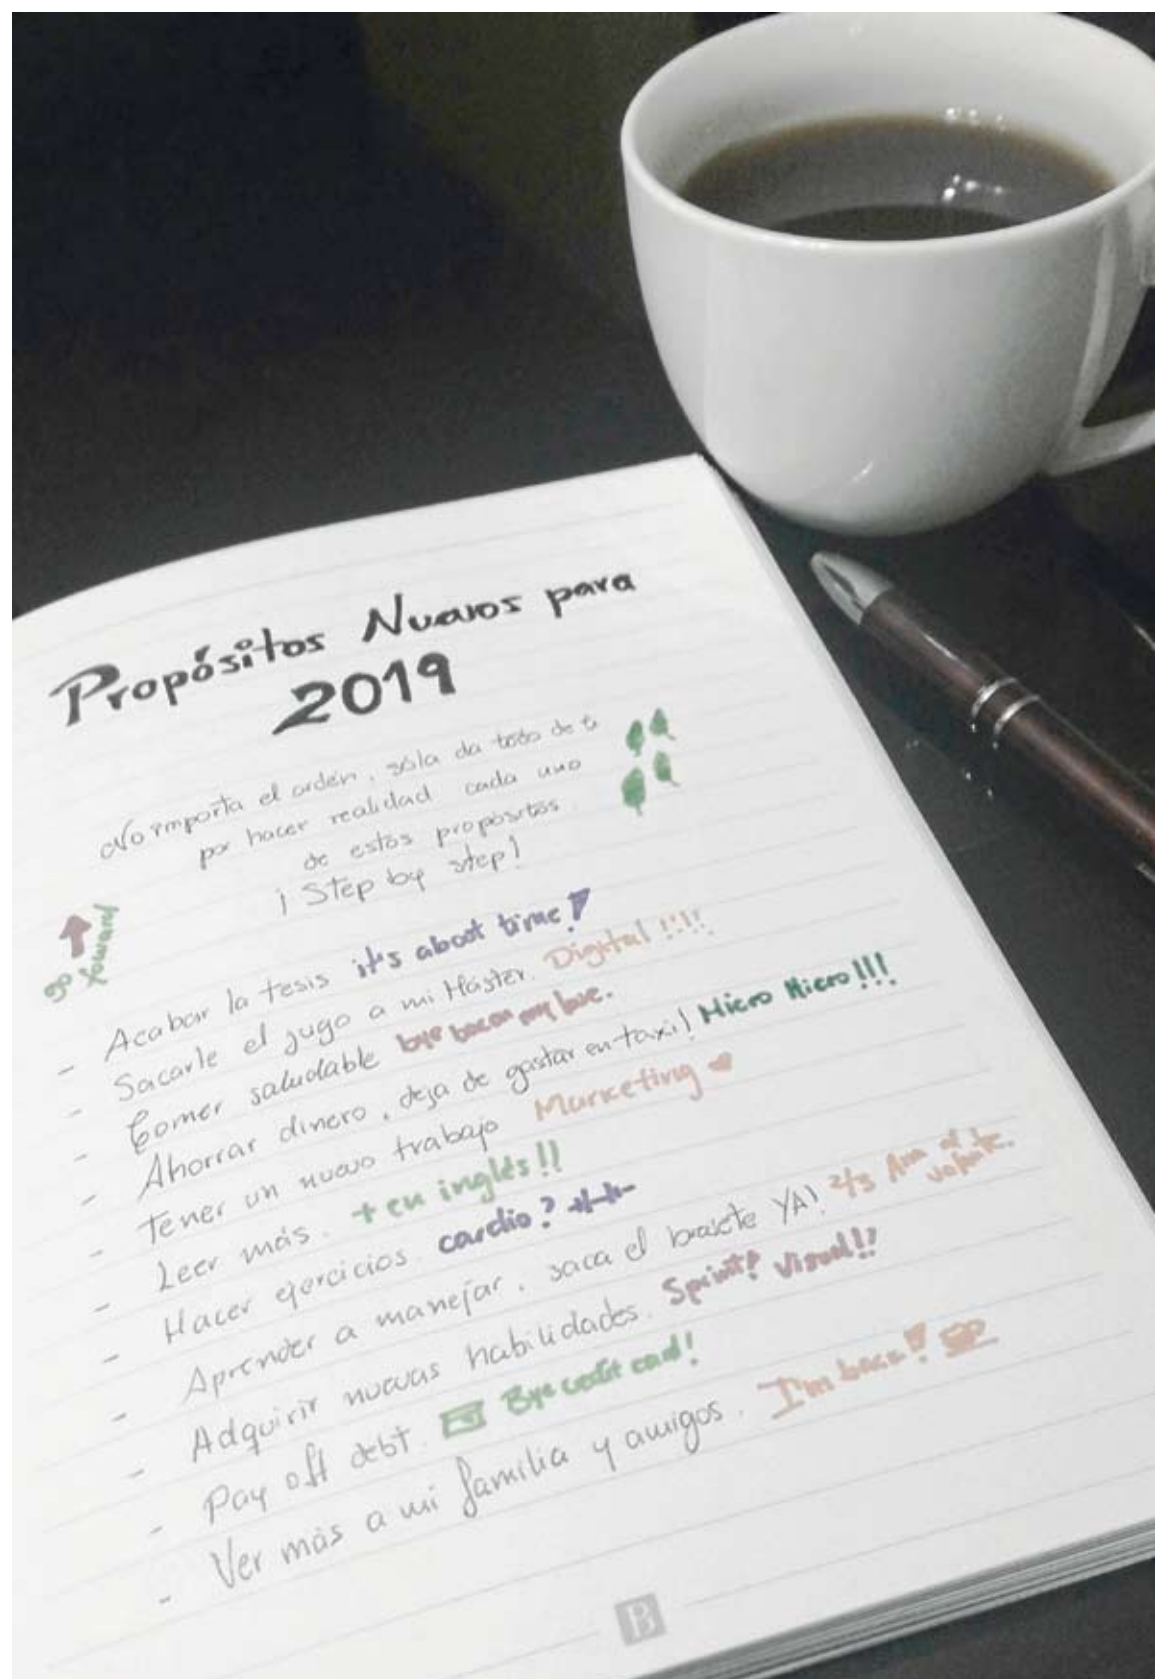 Propósitos Nuevos para
2019
No importa el orden, sóla da todo de ti
por hacer realidad cada uno
de estos propósitos
¡Step by step!
go forward
- Acabar la tesis it's about time!
- Sacarle el jugo a mi Máster. Digital !!!!
- Comer saludable bye bacon my love.
- Ahorrar dinero, deja de gastar en taxi! Micro Micro!!!
- Tener un nuevo trabajo Marketing
- Leer más. + en inglés!!
- Hacer ejercicios. cardio?
- Aprender a manejar, saca el brevete YA! Ana al
- Adquirir nuevas habilidades. Sprint? Visual!?
- Pay off debt. Bye credit card!
- Ver más a mi familia y amigos. I'm back!!
B